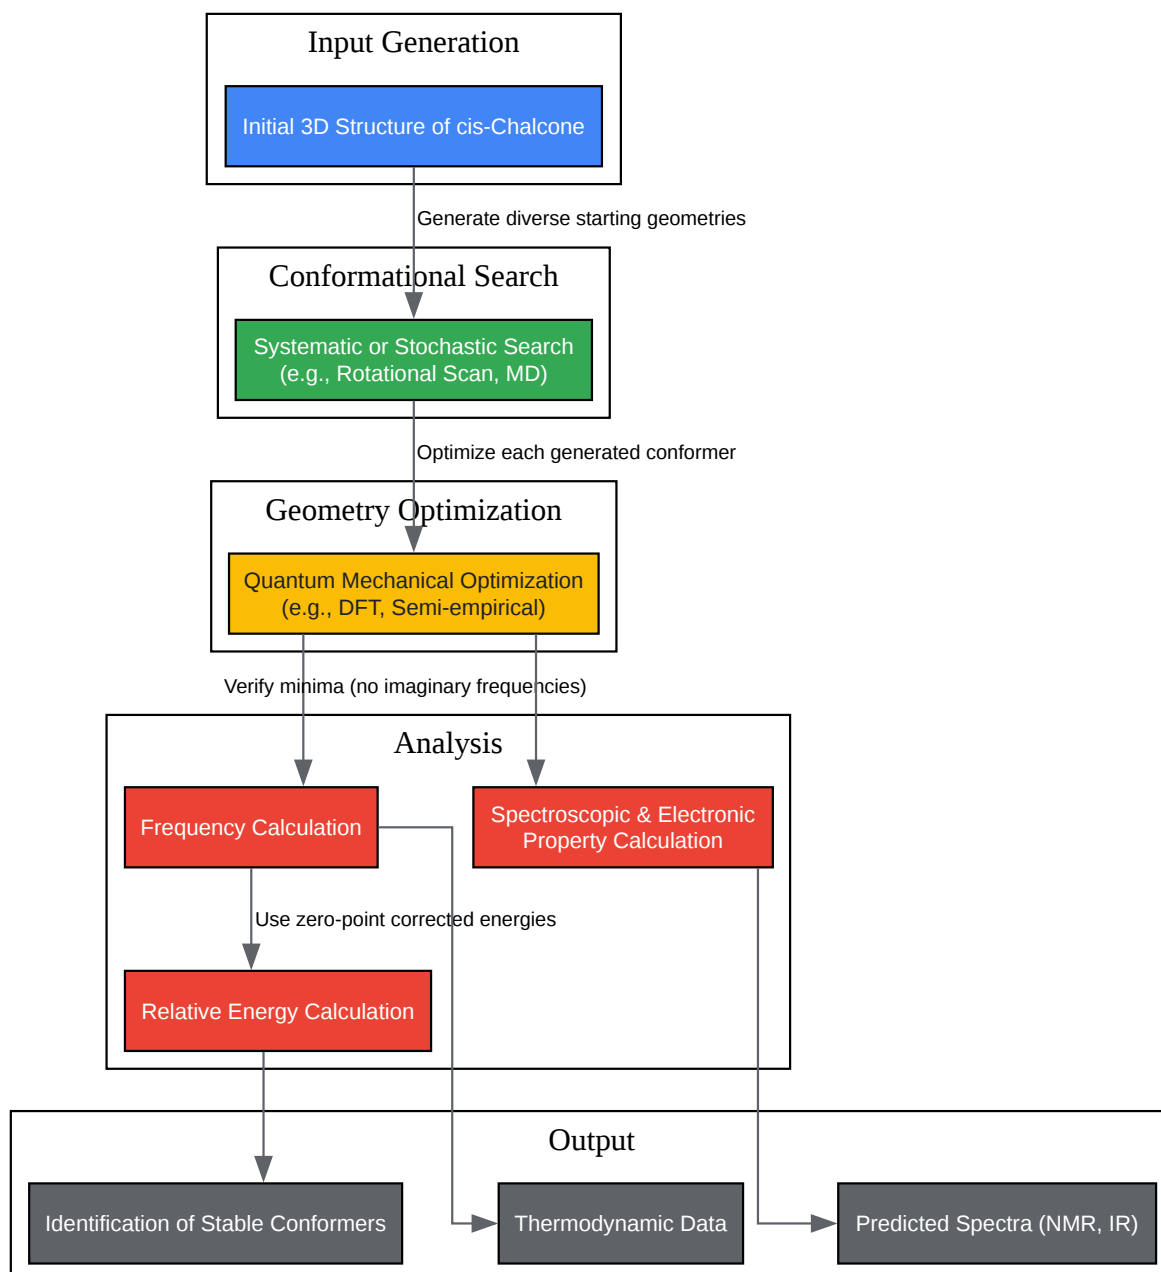 Input Generation
Initial 3D Structure of cis-Chalcone
Generate diverse starting geometries
Conformational Search
Systematic or Stochastic Search
(e.g., Rotational Scan, MD)
Optimize each generated conformer
Geometry Optimization
Quantum Mechanical Optimization
(e.g., DFT, Semi-empirical)
Verify minima (no imaginary frequencies)
Analysis
Frequency Calculation
Spectroscopic & Electronic
Property Calculation
Use zero-point corrected energies
Relative Energy Calculation
Output
Identification of Stable Conformers
Thermodynamic Data
Predicted Spectra (NMR, IR)